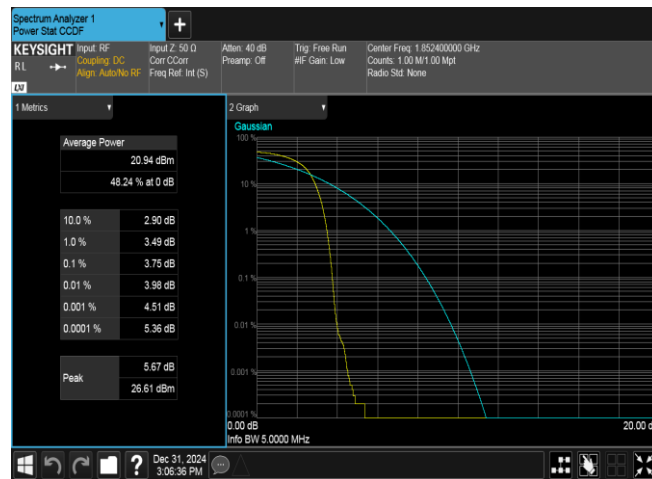 Spectrum Analyzer 1
Power Stat CCDF
+
KEYSIGHT
RL
LXI
Input: RF
Coupling: DC
Align: Auto/No RF
Input Z: 50 Ω
Corr CCorr
Freq Ref: Int (S)
Atten: 40 dB
Preamp: Off
Trig: Free Run
#IF Gain: Low
Center Freq: 1.852400000 GHz
Counts: 1.00 M/1.00 Mpt
Radio Std: None
1 Metrics
Average Power
20.94 dBm
48.24 % at 0 dB
10.0 % 2.90 dB
1.0 % 3.49 dB
0.1 % 3.75 dB
0.01 % 3.98 dB
0.001 % 4.51 dB
0.0001 % 5.36 dB
Peak
5.67 dB
26.61 dBm
2 Graph
Gaussian
100 %
10 %
1 %
0.1 %
0.01 %
0.001 %
0.0001 %
0.00 dB
20.00 d
Info BW 5.0000 MHz
?
Dec 31, 2024
3:06:36 PM